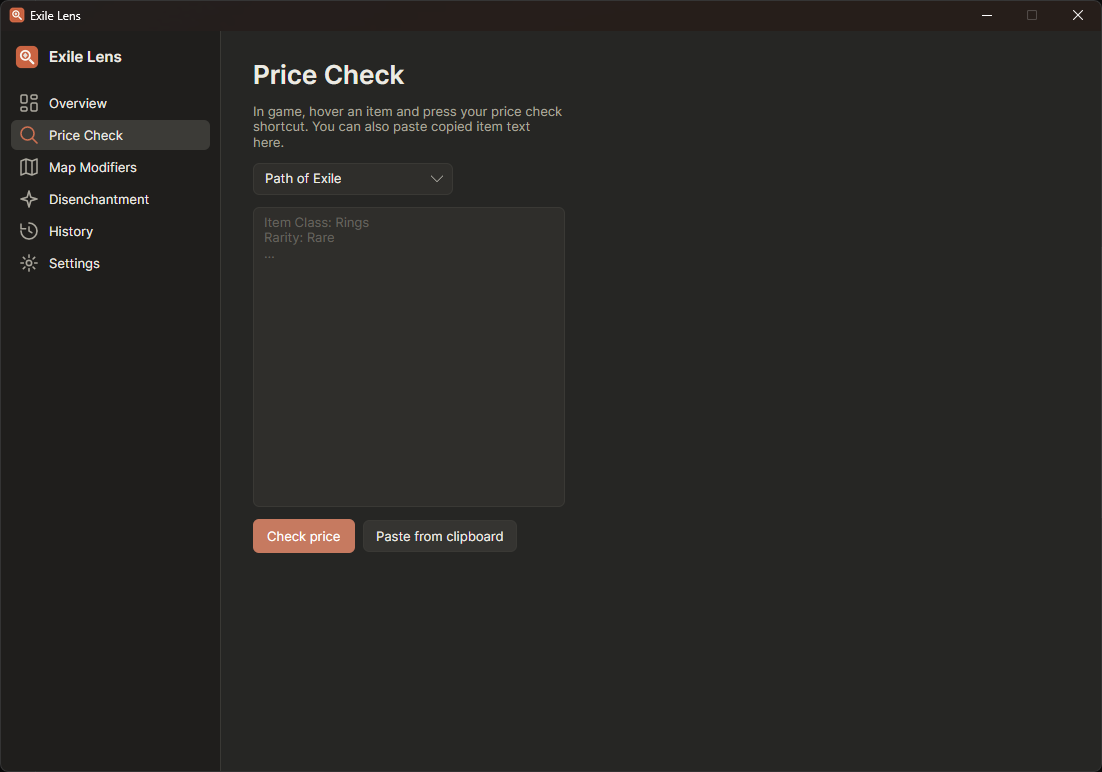 Exile Lens
Exile Lens
Overview
Price Check
Map Modifiers
Disenchantment
History
Settings
Price Check
In game, hover an item and press your price check
shortcut. You can also paste copied item text
here.
Path of Exile
Item Class: Rings
Rarity: Rare
...
Check price
Paste from clipboard